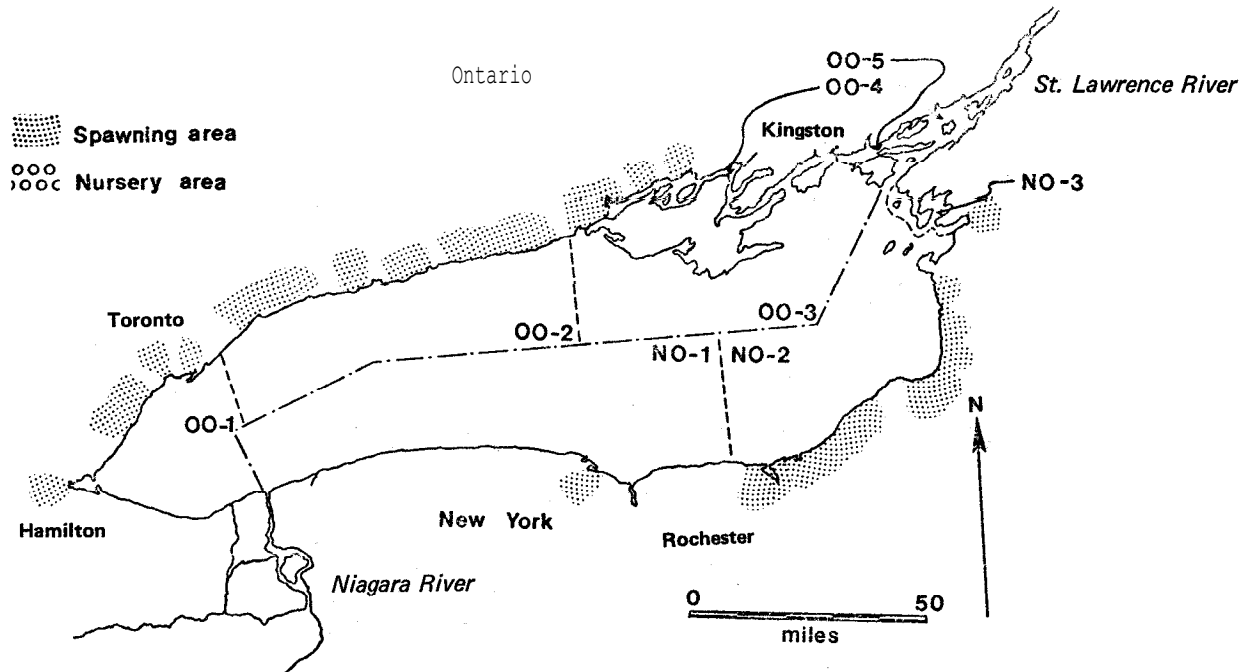 Ontario
OO-5
OO-4
St. Lawrence River
Spawning area
Kingston
Nursery area
NO-3
Toronto
OO-2
OO-3
NO-1
NO-2
OO-1
N
Hamilton
New York
Rochester
Niagara River
0
50
miles